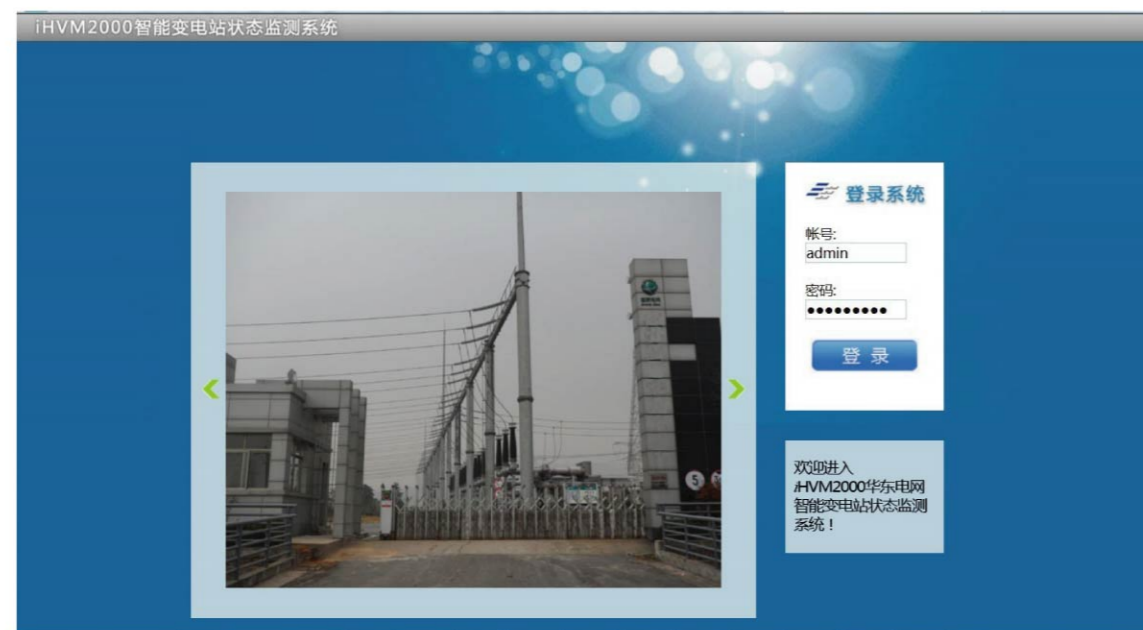 iHVM2000智能变电站状态监测系统
登录系统
帐号:
admin
密码:
●●●●●●●●●
登 录
5
欢迎进入
iHVM2000华东电网
智能变电站状态监测
系统！